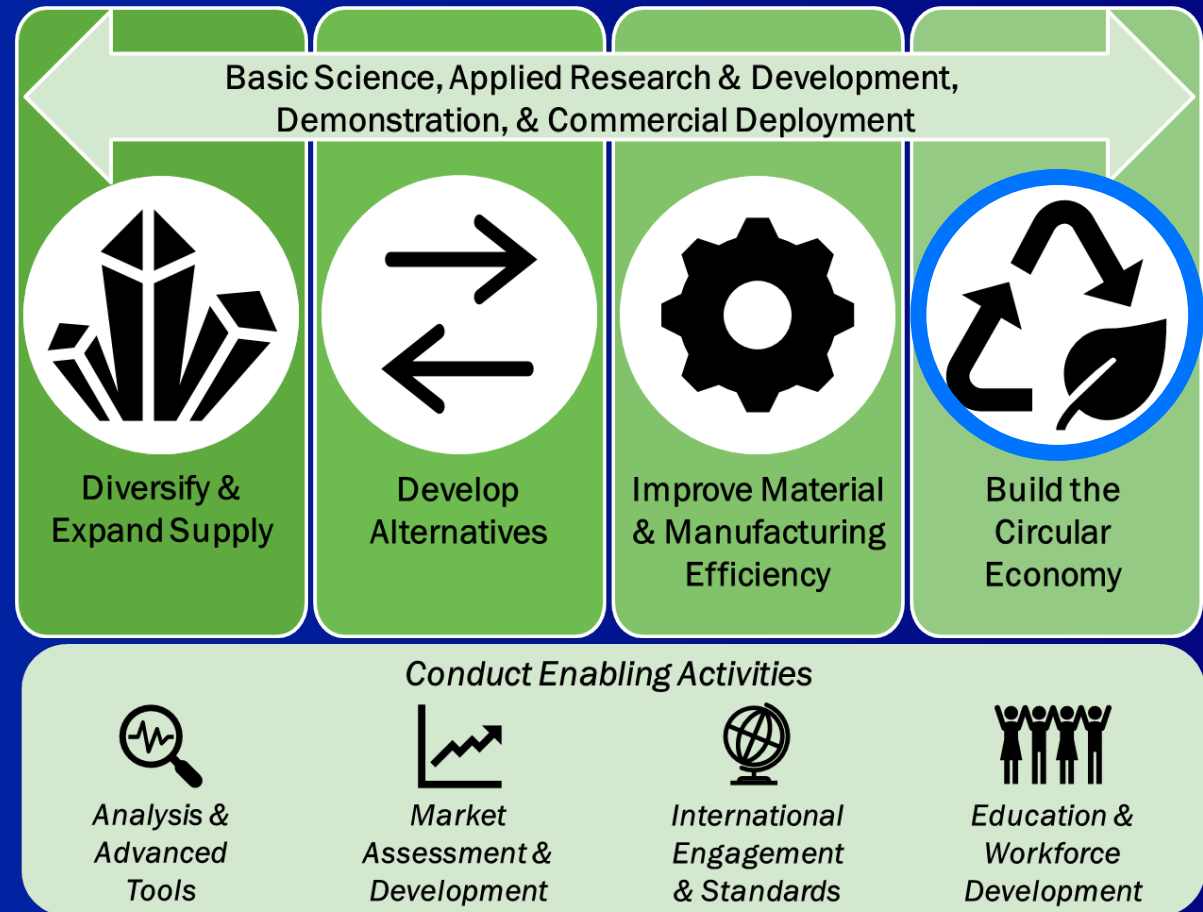 Basic Science, Applied Research & Development,
Demonstration, & Commercial Deployment
Diversify &
Expand Supply
Develop
Alternatives
Improve Material
& Manufacturing
Efficiency
Build the
Circular
Economy
Conduct Enabling Activities
Analysis &
Advanced
Tools
Market
Assessment &
Development
International
Engagement
& Standards
Education &
Workforce
Development